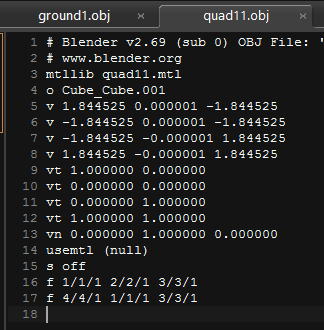 ground1.obj × quad11.obj ×
1 # Blender v2.69 (sub 0) OBJ File: '
2 # www.blender.org
3 mtllib quad11.mtl
4 o Cube_Cube.001
5 v 1.844525 0.000001 -1.844525
6 v -1.844525 0.000001 -1.844525
7 v -1.844525 -0.000001 1.844525
8 v 1.844525 -0.000001 1.844525
9 vt 1.000000 0.000000
10 vt 0.000000 0.000000
11 vt 0.000000 1.000000
12 vt 1.000000 1.000000
13 vn 0.000000 1.000000 0.000000
14 usemtl (null)
15 s off
16 f 1/1/1 2/2/1 3/3/1
17 f 4/4/1 1/1/1 3/3/1
18